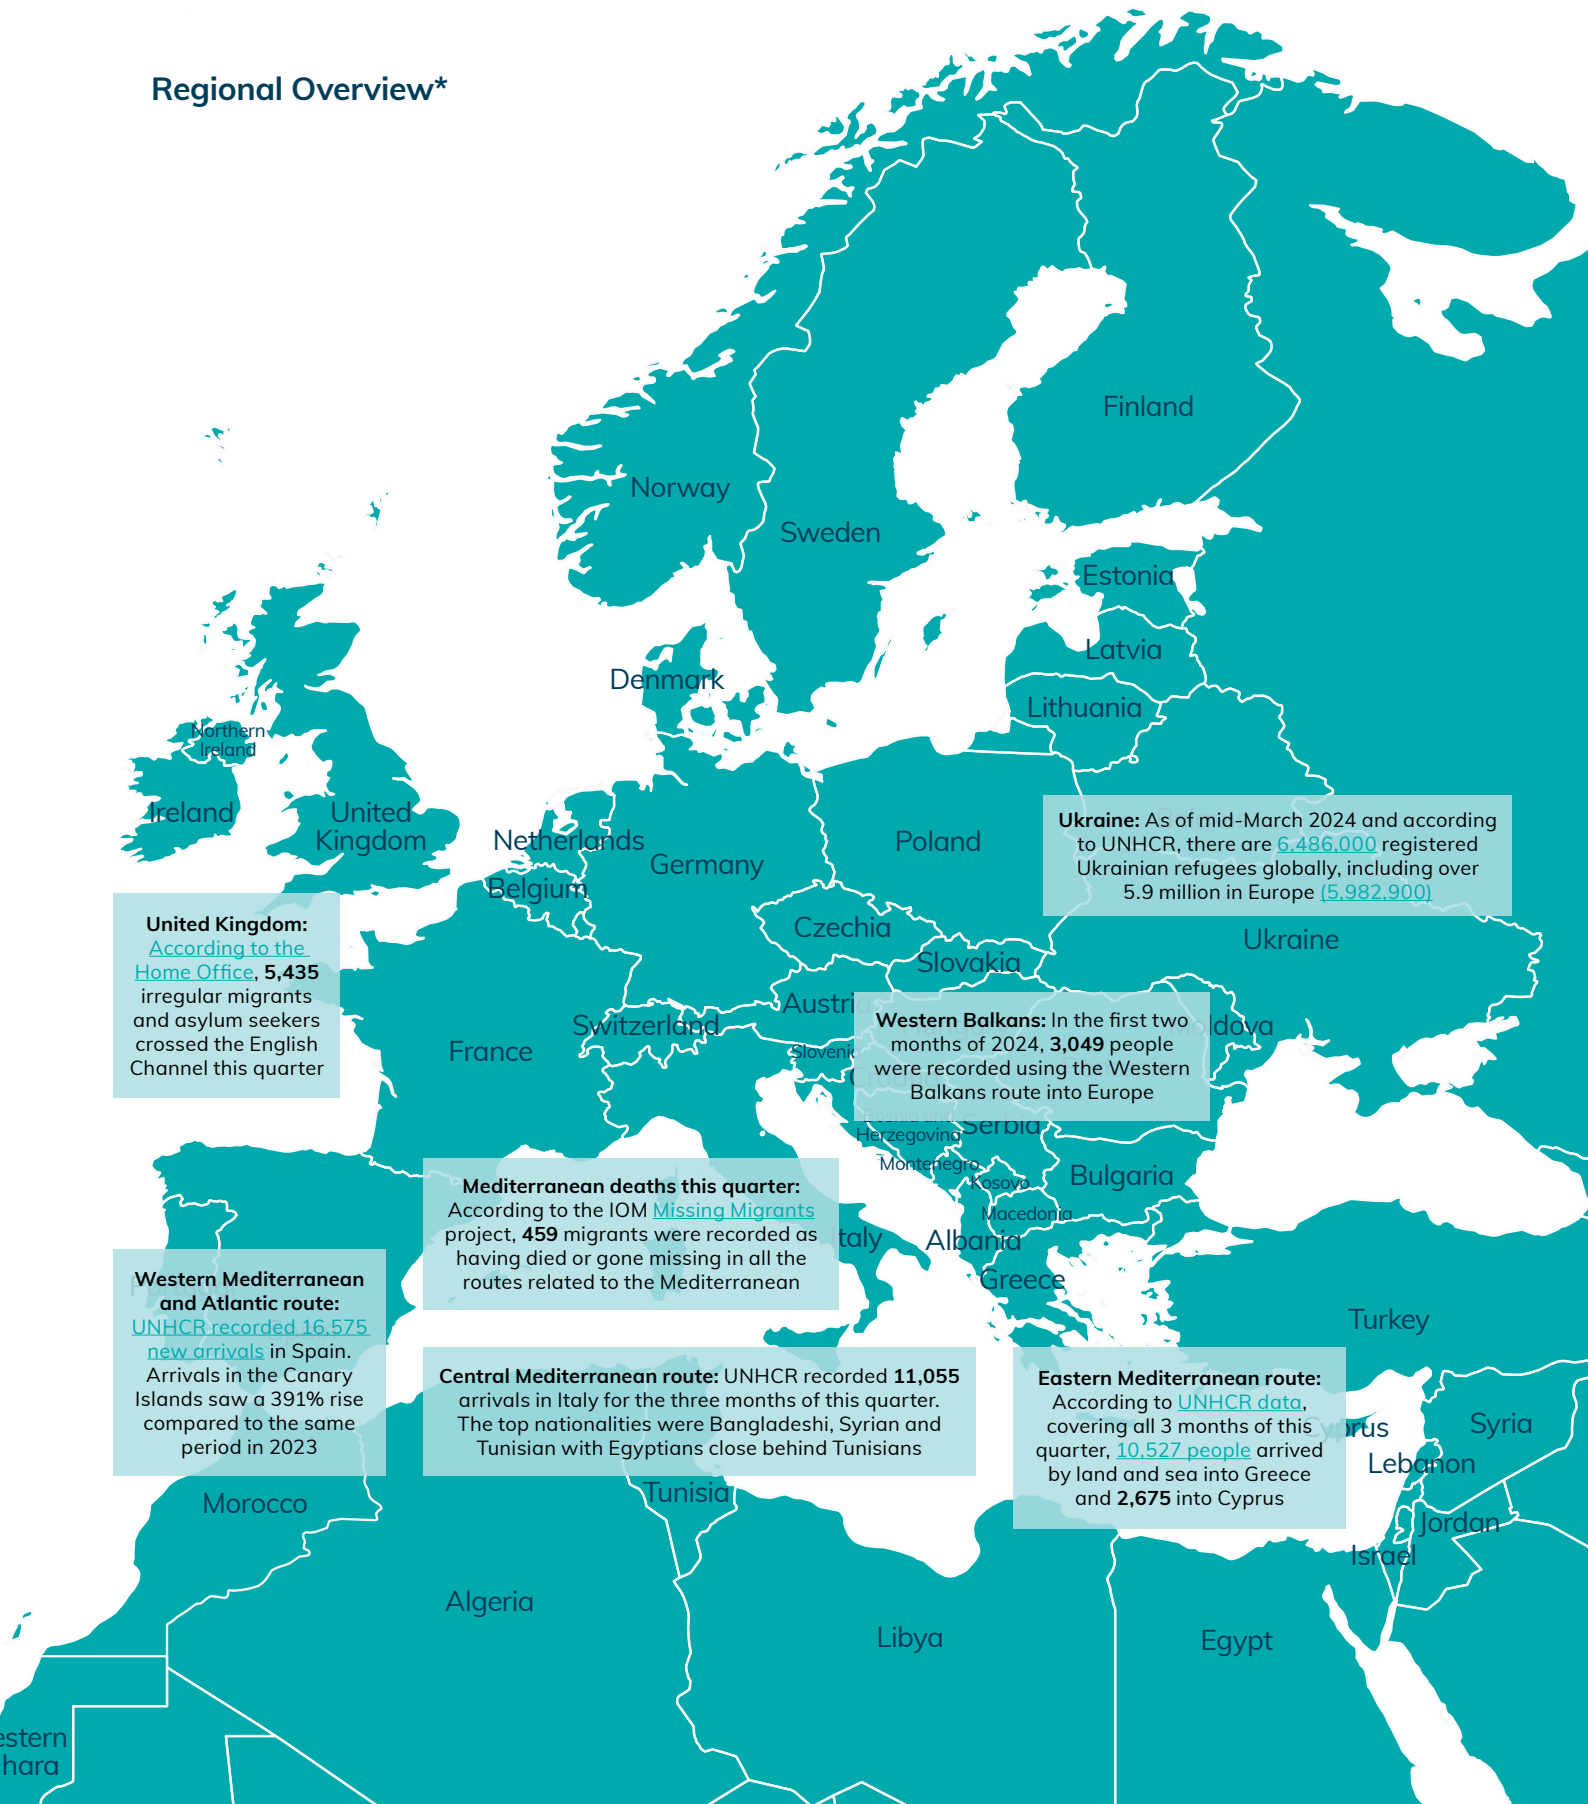 Regional Overview*
Finland
Norway
Sweden
Estonia
Latvia
Denmark
Lithuania
Northern
Ireland
Ireland
United
Kingdom
Netherlands
Germany
Belgium
Poland
Ukraine: As of mid-March 2024 and according
to UNHCR, there are 6,486,000 registered
Ukrainian refugees globally, including over
5.9 million in Europe (5,982,900)
United Kingdom:
According to the
Home Office, 5,435
irregular migrants
and asylum seekers
crossed the English
Channel this quarter
Czechia
Slovakia
Ukraine
Austria
Switzerland
France
Slovenia
Moldova
Western Balkans: In the first two
months of 2024, 3,049 people
were recorded using the Western
Balkans route into Europe
Croatia
Bosnia and
Herzegovina
Serbia
Montenegro
Kosovo
Bulgaria
Macedonia
Italy
Albania
Greece
Mediterranean deaths this quarter:
According to the IOM Missing Migrants
project, 459 migrants were recorded as
having died or gone missing in all the
routes related to the Mediterranean
Portugal
Western Mediterranean
and Atlantic route:
UNHCR recorded 16,575
new arrivals in Spain.
Arrivals in the Canary
Islands saw a 391% rise
compared to the same
period in 2023
Turkey
Central Mediterranean route: UNHCR recorded 11,055
arrivals in Italy for the three months of this quarter.
The top nationalities were Bangladeshi, Syrian and
Tunisian with Egyptians close behind Tunisians
Eastern Mediterranean route:
According to UNHCR data,
covering all 3 months of this
quarter, 10,527 people arrived
by land and sea into Greece
and 2,675 into Cyprus
Cyprus
Syria
Lebanon
Jordan
Israel
Morocco
Tunisia
Algeria
Libya
Egypt
estern
hara